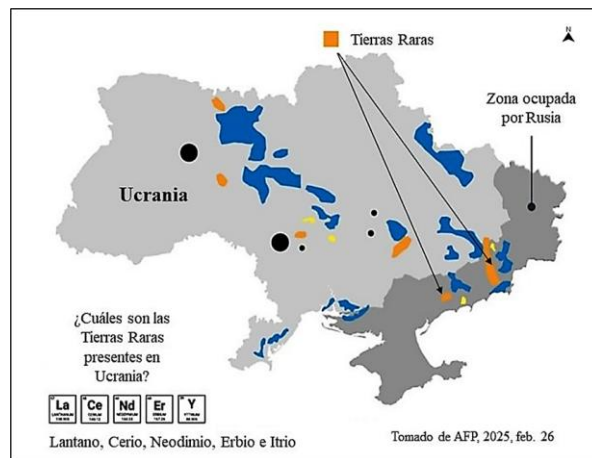 Tierras Raras
N
Zona ocupada
por Rusia
Ucrania
¿Cuáles son las
Tierras Raras
presentes en
Ucrania?
La Ce Nd Er Y
Lantano, Cerio, Neodimio, Erbio e Itrio
Tomado de AFP, 2025, feb. 26